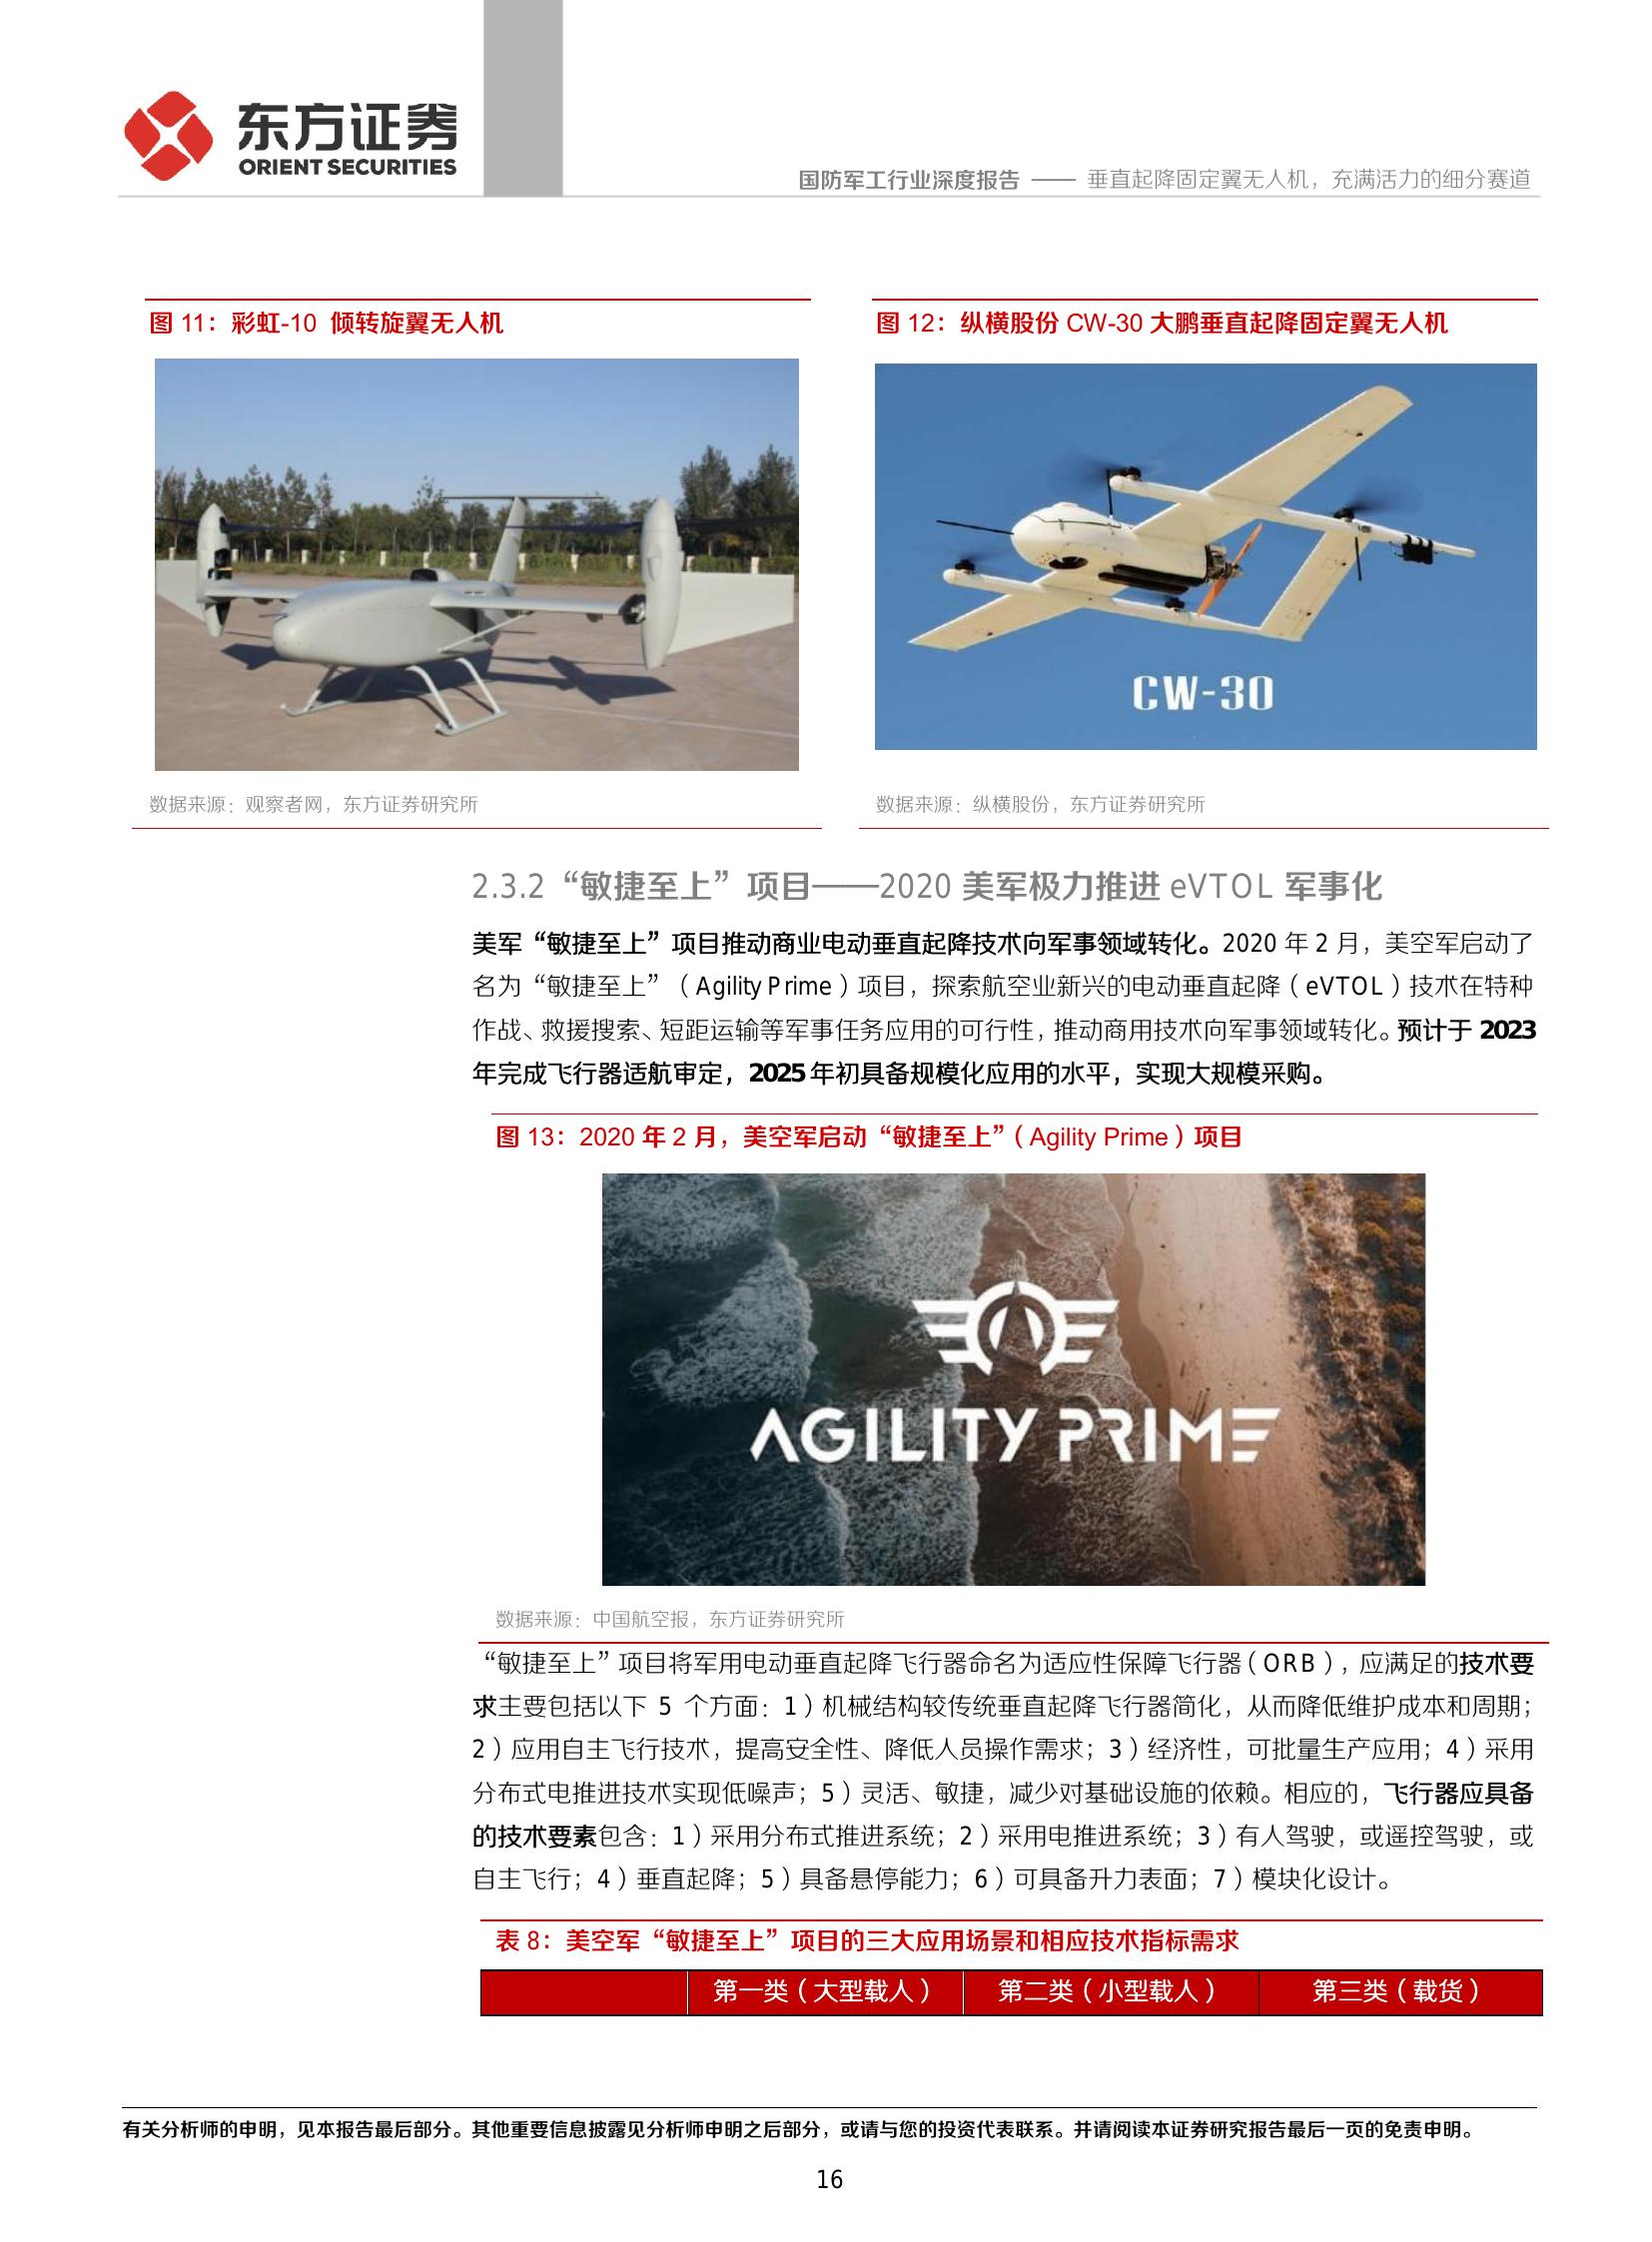 东方证券
ORIENT SECURITIES
国防军工行业深度报告 —— 垂直起降固定翼无人机，充满活力的细分赛道
图 11：彩虹-10 倾转旋翼无人机
图 12：纵横股份 CW-30 大鹏垂直起降固定翼无人机
CW-30
数据来源：观察者网，东方证券研究所
数据来源：纵横股份，东方证券研究所
2.3.2“敏捷至上”项目——2020 美军极力推进 eVTOL 军事化
美军“敏捷至上”项目推动商业电动垂直起降技术向军事领域转化。2020 年 2 月，美空军启动了
名为“敏捷至上”（Agility Prime）项目，探索航空业新兴的电动垂直起降（eVTOL）技术在特种
作战、救援搜索、短距运输等军事任务应用的可行性，推动商用技术向军事领域转化。预计于 2023
年完成飞行器适航审定，2025 年初具备规模化应用的水平，实现大规模采购。
图 13：2020 年 2 月，美空军启动“敏捷至上”（Agility Prime）项目
AGILITY PRIME
数据来源：中国航空报，东方证券研究所
“敏捷至上”项目将军用电动垂直起降飞行器命名为适应性保障飞行器（ORB），应满足的技术要
求主要包括以下 5 个方面：1）机械结构较传统垂直起降飞行器简化，从而降低维护成本和周期；
2）应用自主飞行技术，提高安全性、降低人员操作需求；3）经济性，可批量生产应用；4）采用
分布式电推进技术实现低噪声；5）灵活、敏捷，减少对基础设施的依赖。相应的，飞行器应具备
的技术要素包含：1）采用分布式推进系统；2）采用电推进系统；3）有人驾驶，或遥控驾驶，或
自主飞行；4）垂直起降；5）具备悬停能力；6）可具备升力表面；7）模块化设计。
表 8：美空军“敏捷至上”项目的三大应用场景和相应技术指标需求
第一类（大型载人） 第二类（小型载人） 第三类（载货）
有关分析师的申明，见本报告最后部分。其他重要信息披露见分析师申明之后部分，或请与您的投资代表联系。并请阅读本证券研究报告最后一页的免责申明。
16